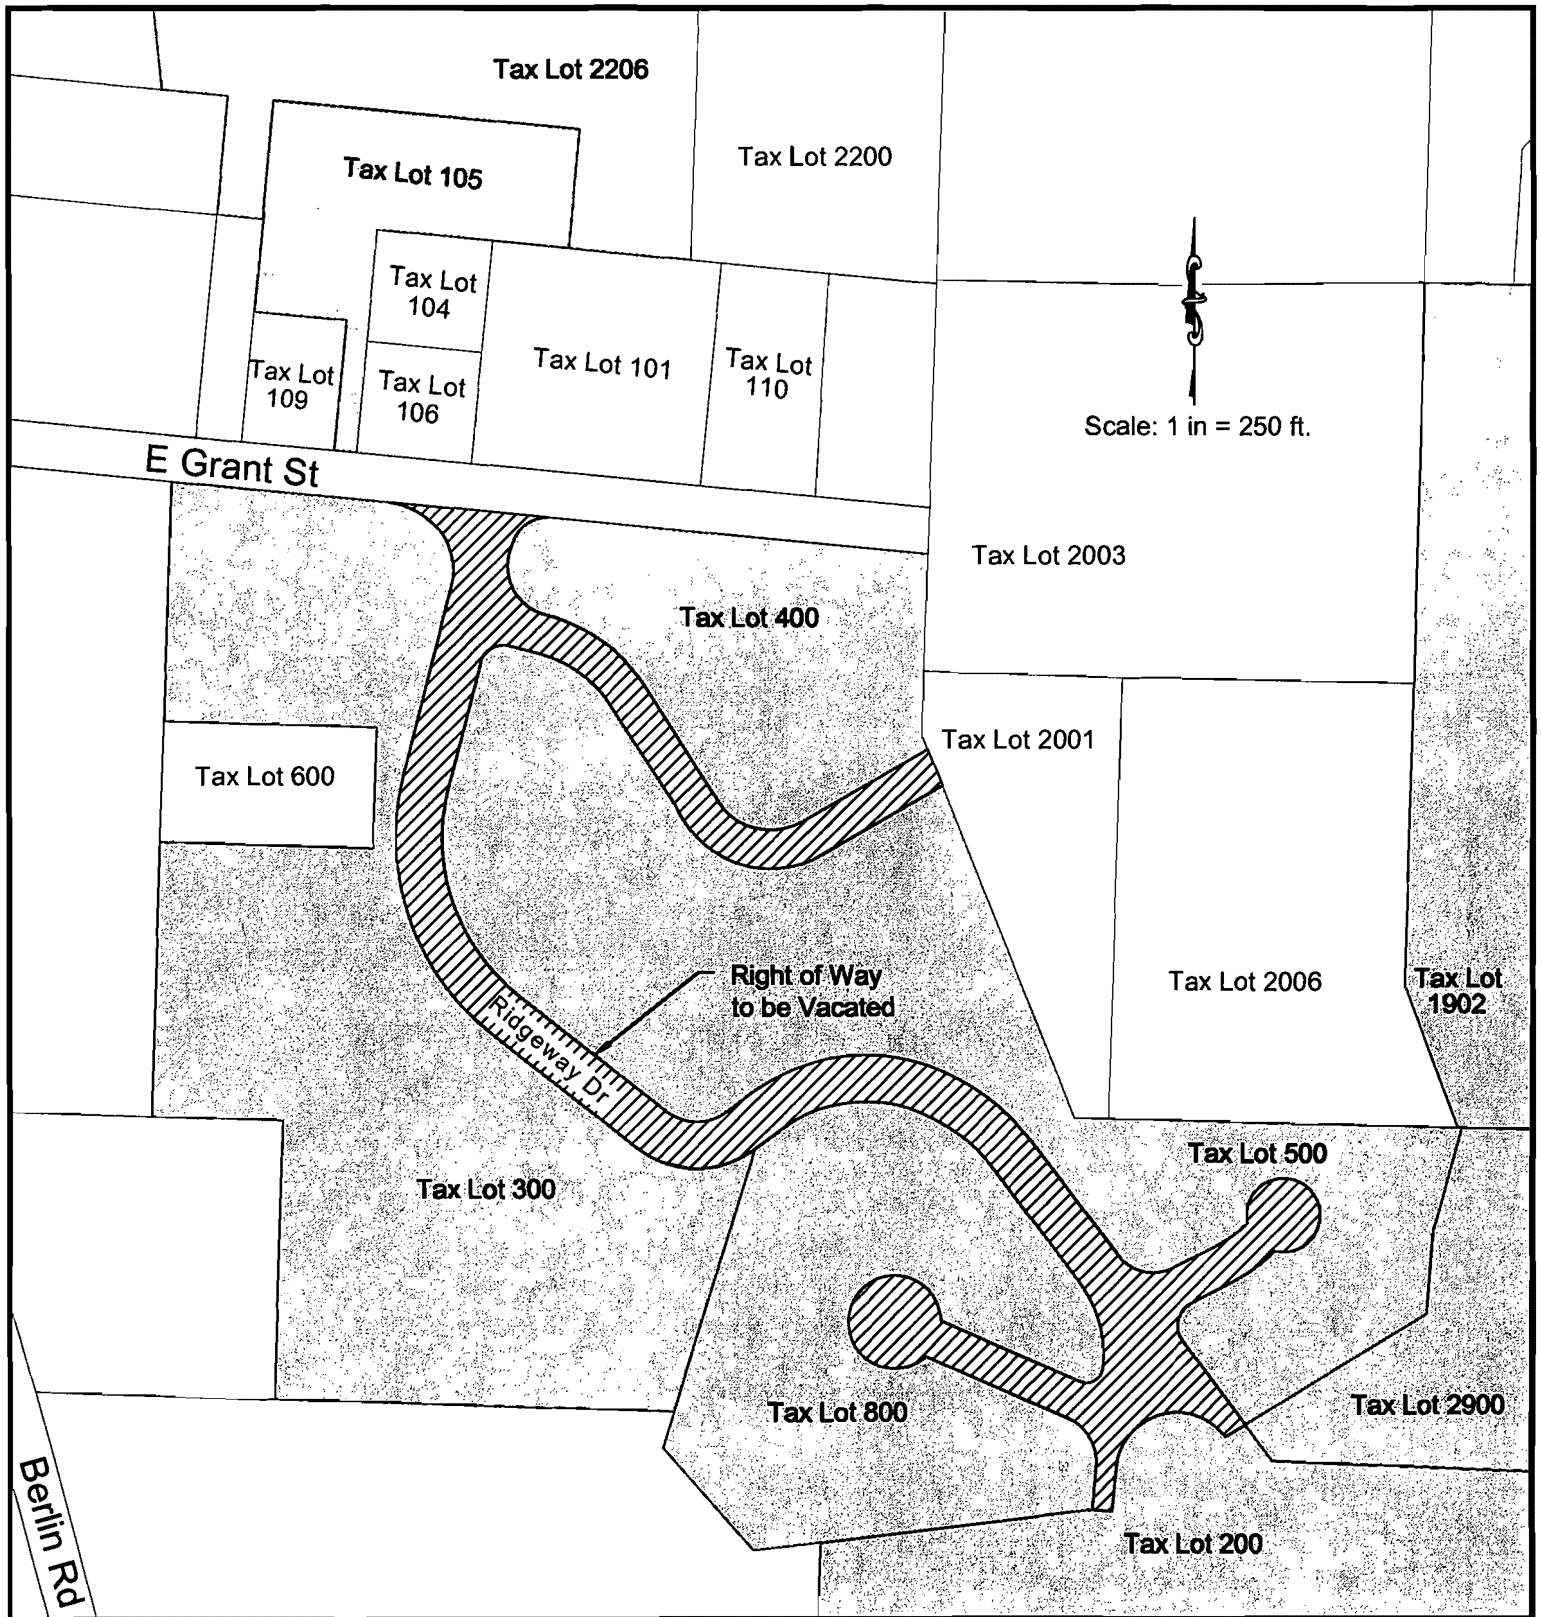 Tax Lot 2206
Tax Lot 2200
Tax Lot 105
Tax Lot
104
Tax Lot 101
Tax Lot
110
Tax Lot
109
Tax Lot
106
Scale: 1 in = 250 ft.
E Grant St
Tax Lot 2003
Tax Lot 400
Tax Lot 2001
Tax Lot 600
Right of Way
to be Vacated
Tax Lot 2006
Tax Lot
1902
Ridgeway Dr
Tax Lot 500
Tax Lot 300
Tax Lot 800
Tax Lot 2900
Berlin Rd
Tax Lot 200